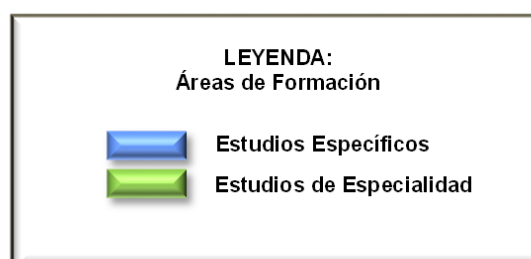 LEYENDA:
Áreas de Formación
Estudios Específicos
Estudios de Especialidad